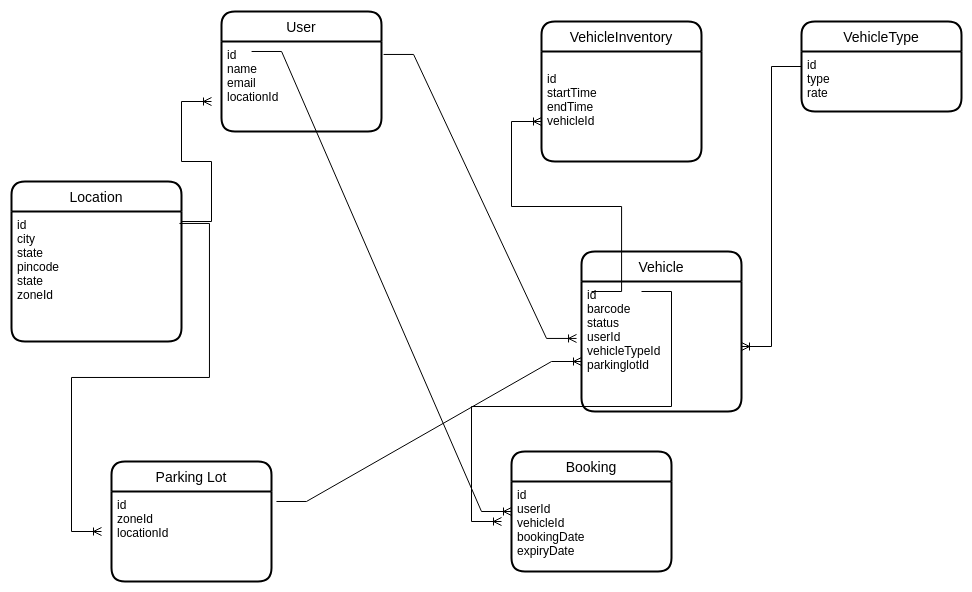 User
id
name
email
locationId
VehicleInventory
id
startTime
endTime
vehicleId
VehicleType
id
type
rate
Location
id
city
state
pincode
state
zoneId
Vehicle
id
barcode
status
userId
vehicleTypeId
parkinglotId
Parking Lot
id
zoneId
locationId
Booking
id
userId
vehicleId
bookingDate
expiryDate